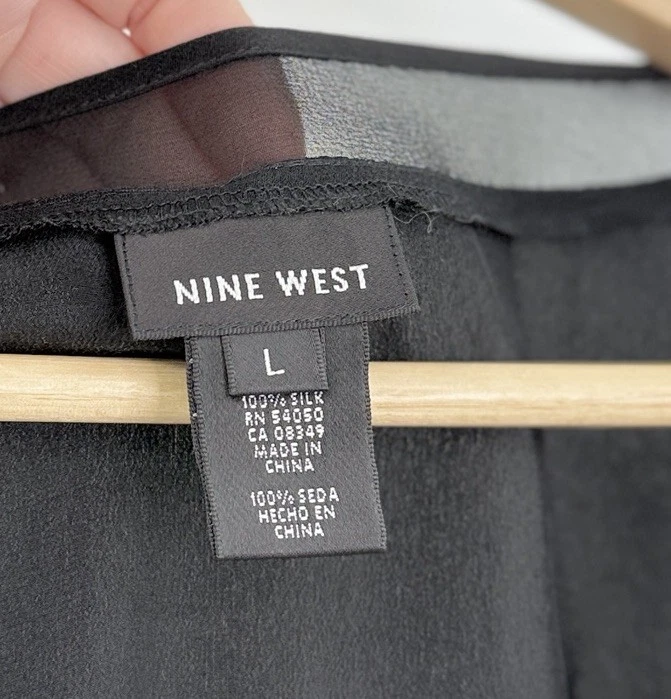 NINE WEST
L
100% SILK
RN 54050
CA 08349
MADE IN
CHINA
100% SEDA
HECHO EN
CHINA